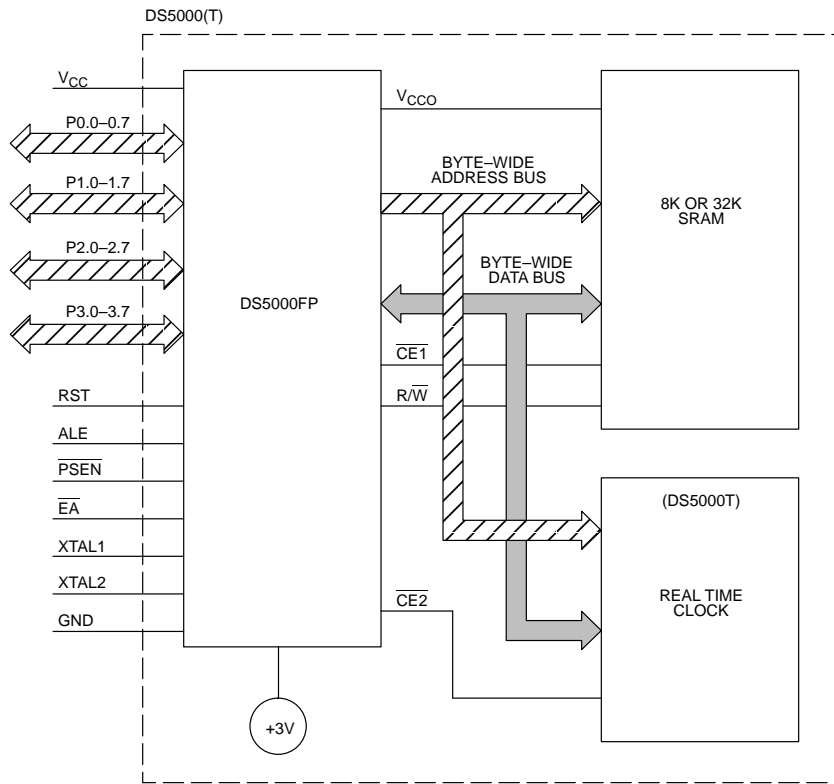 DS5000(T)
VCC
P0.0–0.7
P1.0–1.7
P2.0–2.7
P3.0–3.7
RST
ALE
PSEN
EA
XTAL1
XTAL2
GND
DS5000FP
+3V
VCCO
BYTE–WIDE
ADDRESS BUS
BYTE–WIDE
DATA BUS
CE1
R/W
CE2
8K OR 32K
SRAM
(DS5000T)
REAL TIME
CLOCK